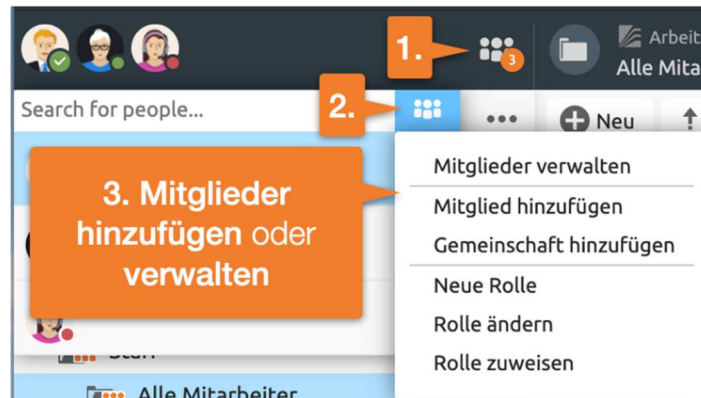 1.
3
Arbeit
Alle Mita
Search for people...
2.
Neu
3. Mitglieder
hinzufügen oder
verwalten
Mitglieder verwalten
Mitglied hinzufügen
Gemeinschaft hinzufügen
Neue Rolle
Rolle ändern
Rolle zuweisen
Alle Mitarbeiter